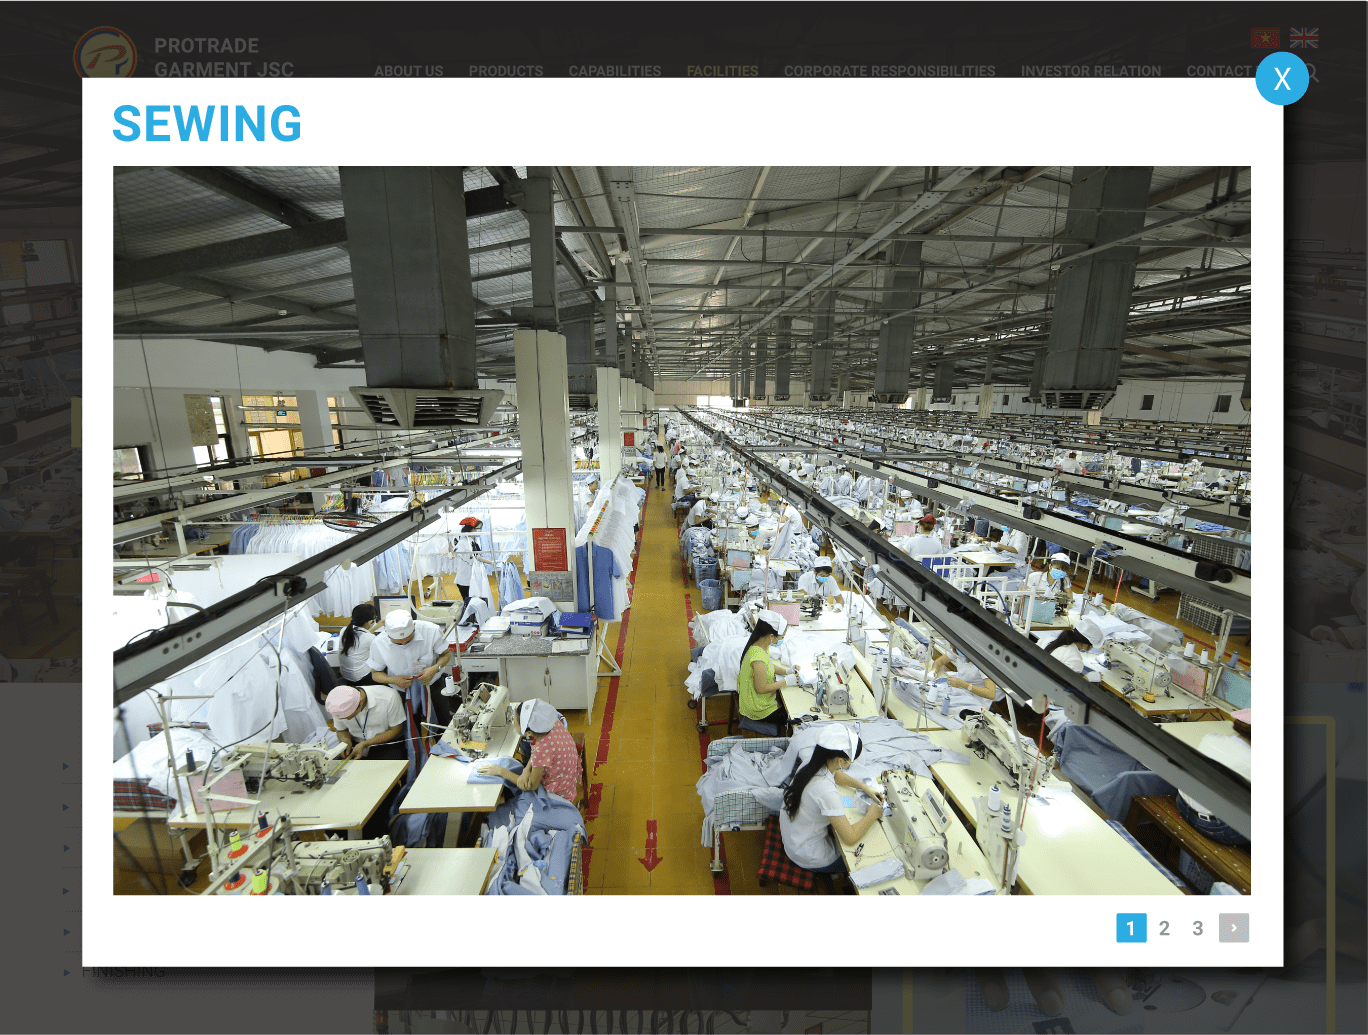 PROTRADE
GARMENT JSC
ABOUT US PRODUCTS CAPABILITIES FACILITIES CORPORATE RESPONSIBILITIES INVESTOR RELATION CONTACT
X
SEWING
1 2 3 >
FINISHING